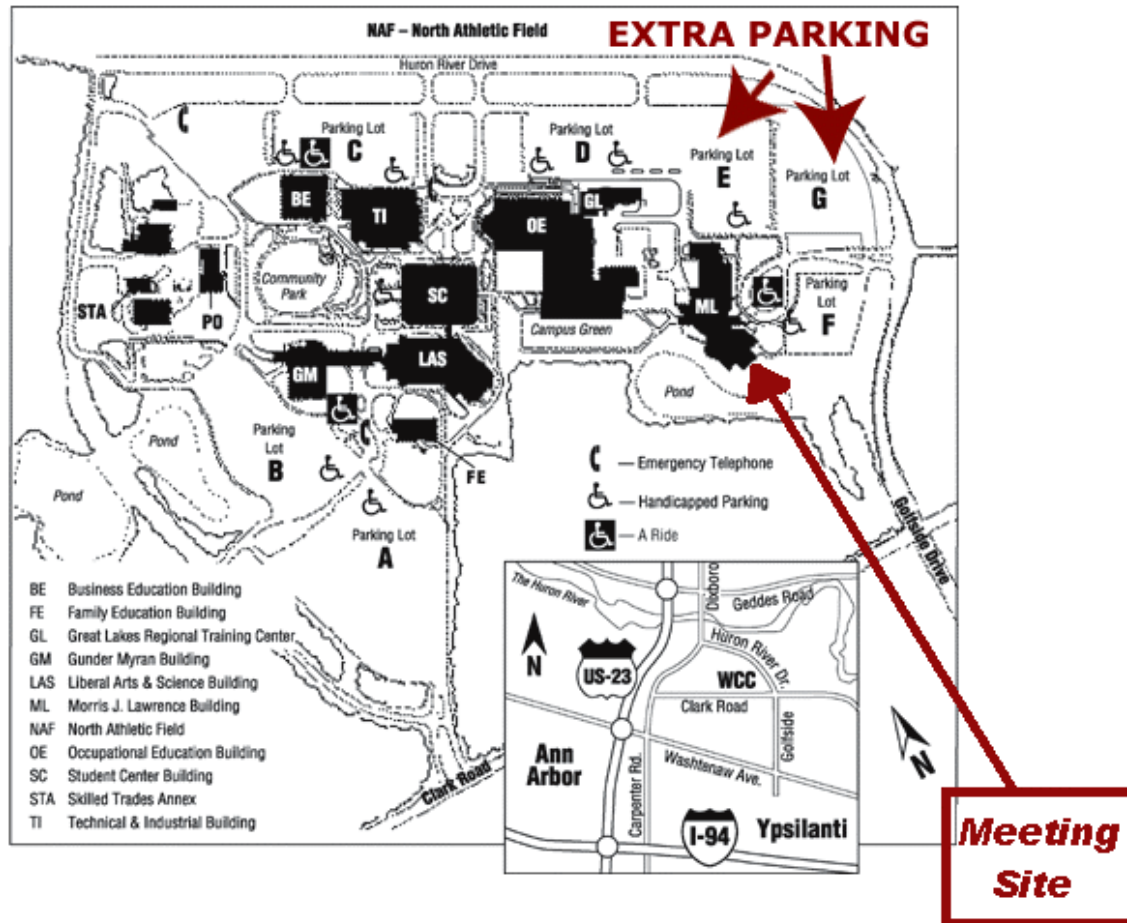 NAF – North Athletic Field
EXTRA PARKING
Huron River Drive
Parking Lot
C
Parking Lot
D
Parking Lot
E
Parking Lot
G
BE
TI
OE
GL
Community
Park
SC
ML
Parking
Lot
F
STA
PO
Campus Green
GM
LAS
Pond
Pond
Pond
Parking
Lot
B
FE
Parking Lot
A
— Emergency Telephone
— Handicapped Parking
— A Ride
Golfside Drive
Clark Road
BE Business Education Building
FE Family Education Building
GL Great Lakes Regional Training Center
GM Gunder Myran Building
LAS Liberal Arts & Science Building
ML Morris J. Lawrence Building
NAF North Athletic Field
OE Occupational Education Building
SC Student Center Building
STA Skilled Trades Annex
TI Technical & Industrial Building
The Huron River
Dixboro
Geddes Road
N
US-23
Huron River Dr.
WCC
Clark Road
Golfside
Ann
Arbor
Carpenter Rd.
Washtenaw Ave.
I-94
Ypsilanti
N
Meeting
Site